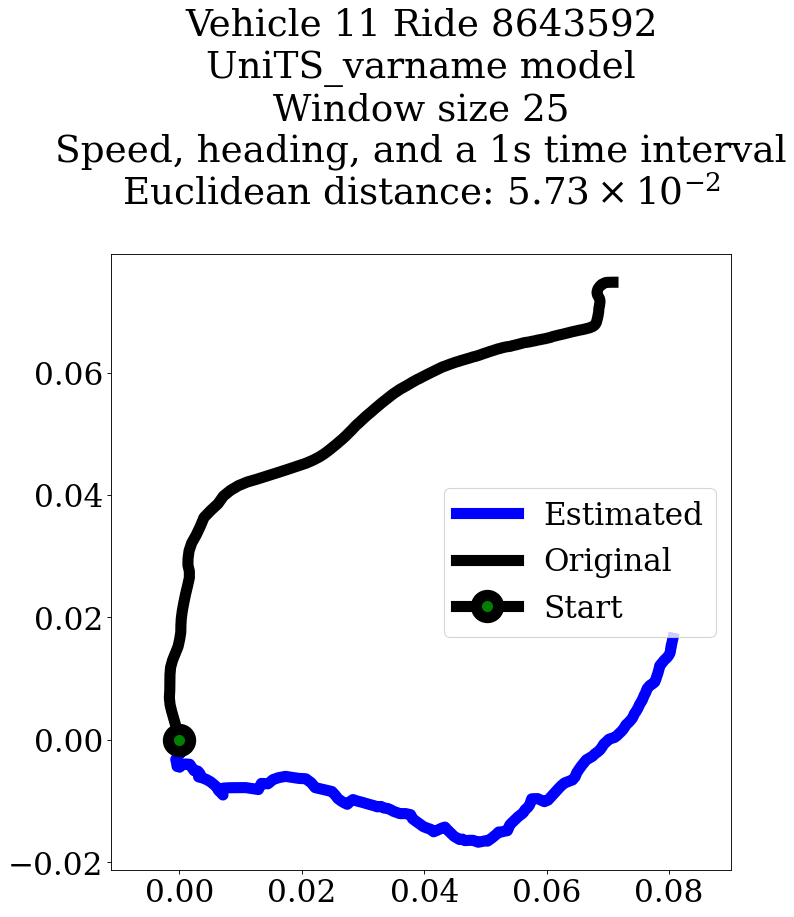 Vehicle 11 Ride 8643592
UniTS_varname model
Window size 25
Speed, heading, and a 1s time interval
Euclidean distance: 5.73 × 10⁻²
0.06
0.04
0.02
0.00
−0.02
Estimated
Original
Start
0.00 0.02 0.04 0.06 0.08